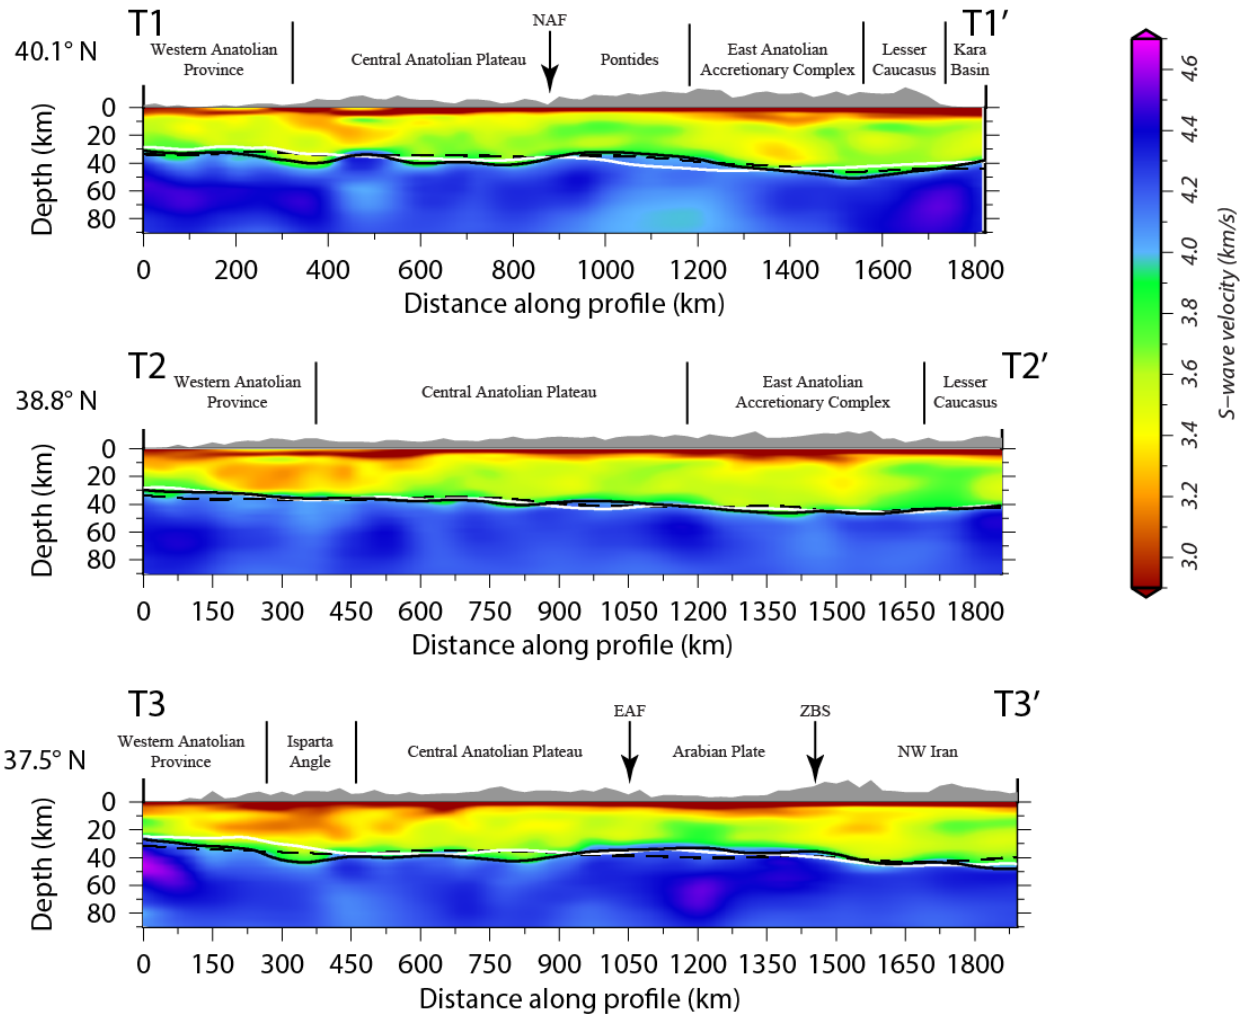 T1
NAF
T1′
40.1° N
Western Anatolian
Province
Central Anatolian Plateau
Pontides
East Anatolian
Accretionary Complex
Lesser
Caucasus
Kara
Basin
0
20
40
60
80
Depth (km)
0 200 400 600 800 1000 1200 1400 1600 1800
Distance along profile (km)
T2
T2′
38.8° N
Western Anatolian
Province
Central Anatolian Plateau
East Anatolian
Accretionary Complex
Lesser
Caucasus
0
20
40
60
80
Depth (km)
0 150 300 450 600 750 900 1050 1200 1350 1500 1650 1800
Distance along profile (km)
T3
EAF
ZBS
T3′
37.5° N
Western Anatolian
Province
Isparta
Angle
Central Anatolian Plateau
Arabian Plate
NW Iran
0
20
40
60
80
Depth (km)
0 150 300 450 600 750 900 1050 1200 1350 1500 1650 1800
Distance along profile (km)
4.6
4.4
4.2
4.0
3.8
3.6
3.4
3.2
3.0
S−wave velocity (km/s)